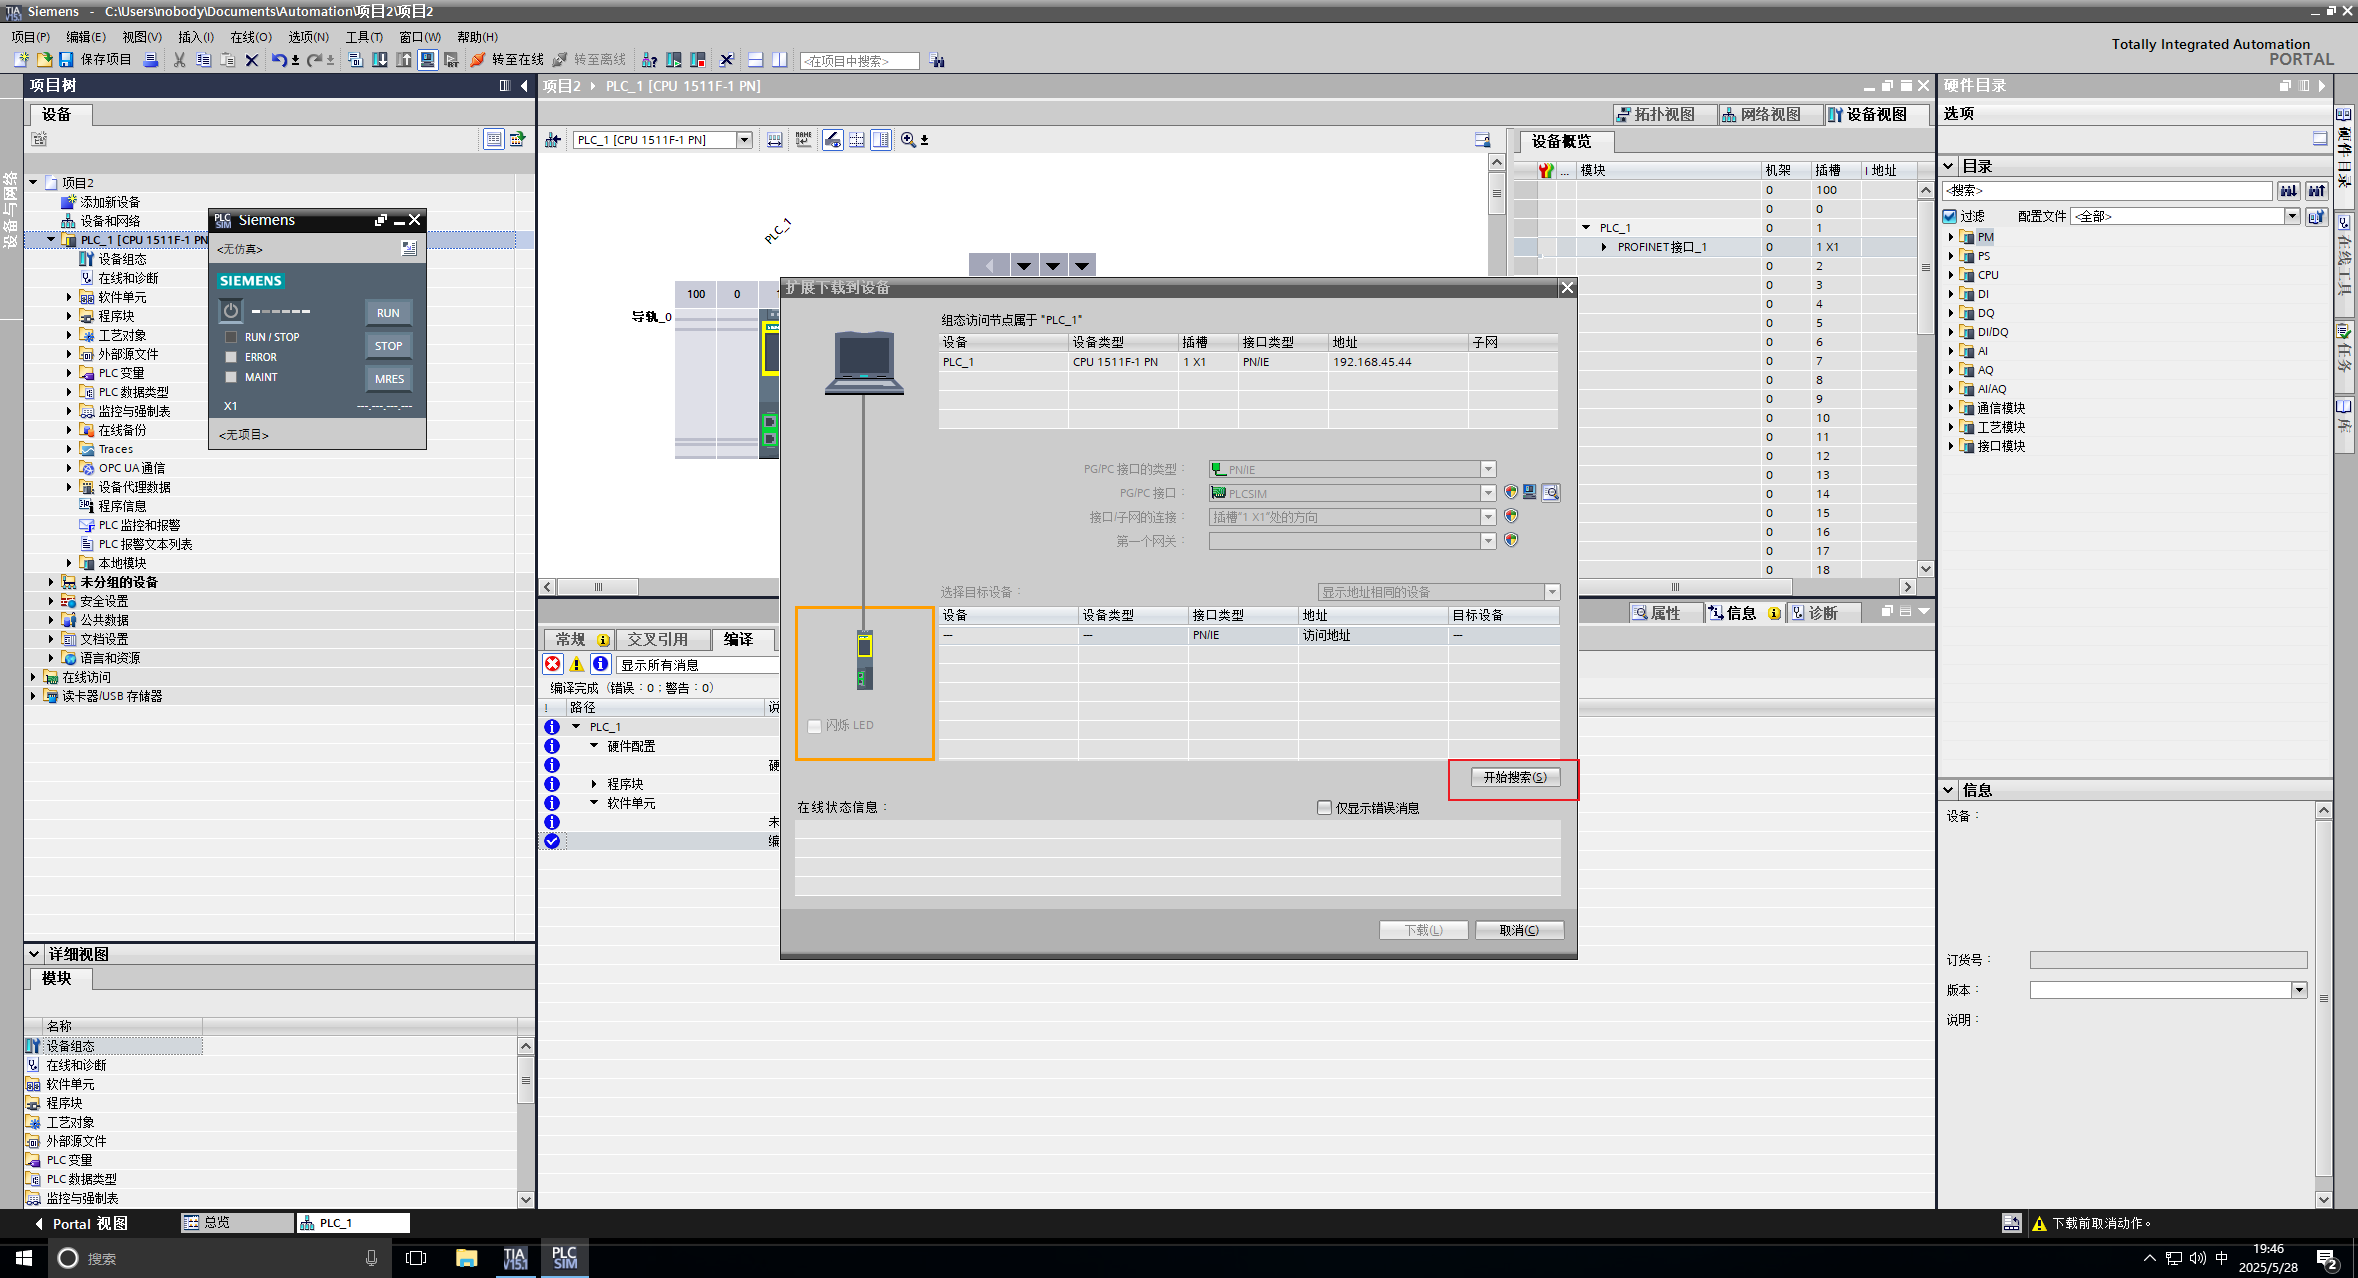 Siemens - C:\Users\nobody\Documents\Automation\项目2\项目2
项目(P) 编辑(E) 视图(V) 插入(I) 在线(O) 选项(N) 工具(T) 窗口(W) 帮助(H)
保存项目 转至在线 转至离线 <在项目中搜索>
Totally Integrated Automation
PORTAL
项目树
设备
设备与网络
项目2
添加新设备
设备和网络
PLC_1 [CPU 1511F-1 PN
设备组态
在线和诊断
软件单元
程序块
工艺对象
外部源文件
PLC 变量
PLC 数据类型
监控与强制表
在线备份
Traces
OPC UA 通信
设备代理数据
程序信息
PLC 监控和报警
PLC 报警文本列表
本地模块
未分组的设备
安全设置
公共数据
文档设置
语言和资源
在线访问
读卡器/USB 存储器
PLC SIM Siemens
<无仿真>
SIEMENS
RUN
RUN / STOP
STOP
ERROR
MAINT
MRES
X1 ---.---.---.---
<无项目>
详细视图
模块
名称
设备组态
在线和诊断
软件单元
程序块
工艺对象
外部源文件
PLC 变量
PLC 数据类型
监控与强制表
项目2 PLC_1 [CPU 1511F-1 PN]
拓扑视图 网络视图 设备视图
PLC_1 [CPU 1511F-1 PN]
PLC_1
导轨_0
100 0
设备概览
... 模块 机架 插槽 I 地址
0 100
0 0
PLC_1 0 1
PROFINET接口_1 0 1 X1
0 2
0 3
0 4
0 5
0 6
0 7
0 8
0 9
0 10
0 11
0 12
0 13
0 14
0 15
0 16
0 17
0 18
属性 信息 诊断
常规 交叉引用 编译
显示所有消息
编译完成（错误：0；警告：0）
! 路径
PLC_1
硬件配置
硬
程序块
软件单元
未
编
扩展下载到设备
组态访问节点属于 "PLC_1"
设备 设备类型 插槽 接口类型 地址 子网
PLC_1 CPU 1511F-1 PN 1 X1 PN/IE 192.168.45.44
PG/PC 接口的类型： PN/IE
PG/PC 接口： PLCSIM
接口/子网的连接： 插槽"1 X1"处的方向
第一个网关：
选择目标设备： 显示地址相同的设备
设备 设备类型 接口类型 地址 目标设备
— — PN/IE 访问地址 —
闪烁 LED
开始搜索(S)
在线状态信息： 仅显示错误消息
下载(L) 取消(C)
硬件目录
选项
目录
<搜索>
过滤 配置文件 <全部>
PM
PS
CPU
DI
DQ
DI/DQ
AI
AQ
AI/AQ
通信模块
工艺模块
接口模块
信息
设备：
订货号：
版本：
说明：
硬件目录
在线工具
任务
库
Portal 视图 总览 PLC_1
下载前取消动作。
搜索
TIA V15.1 PLC SIM
中
19:46
2025/5/28
2